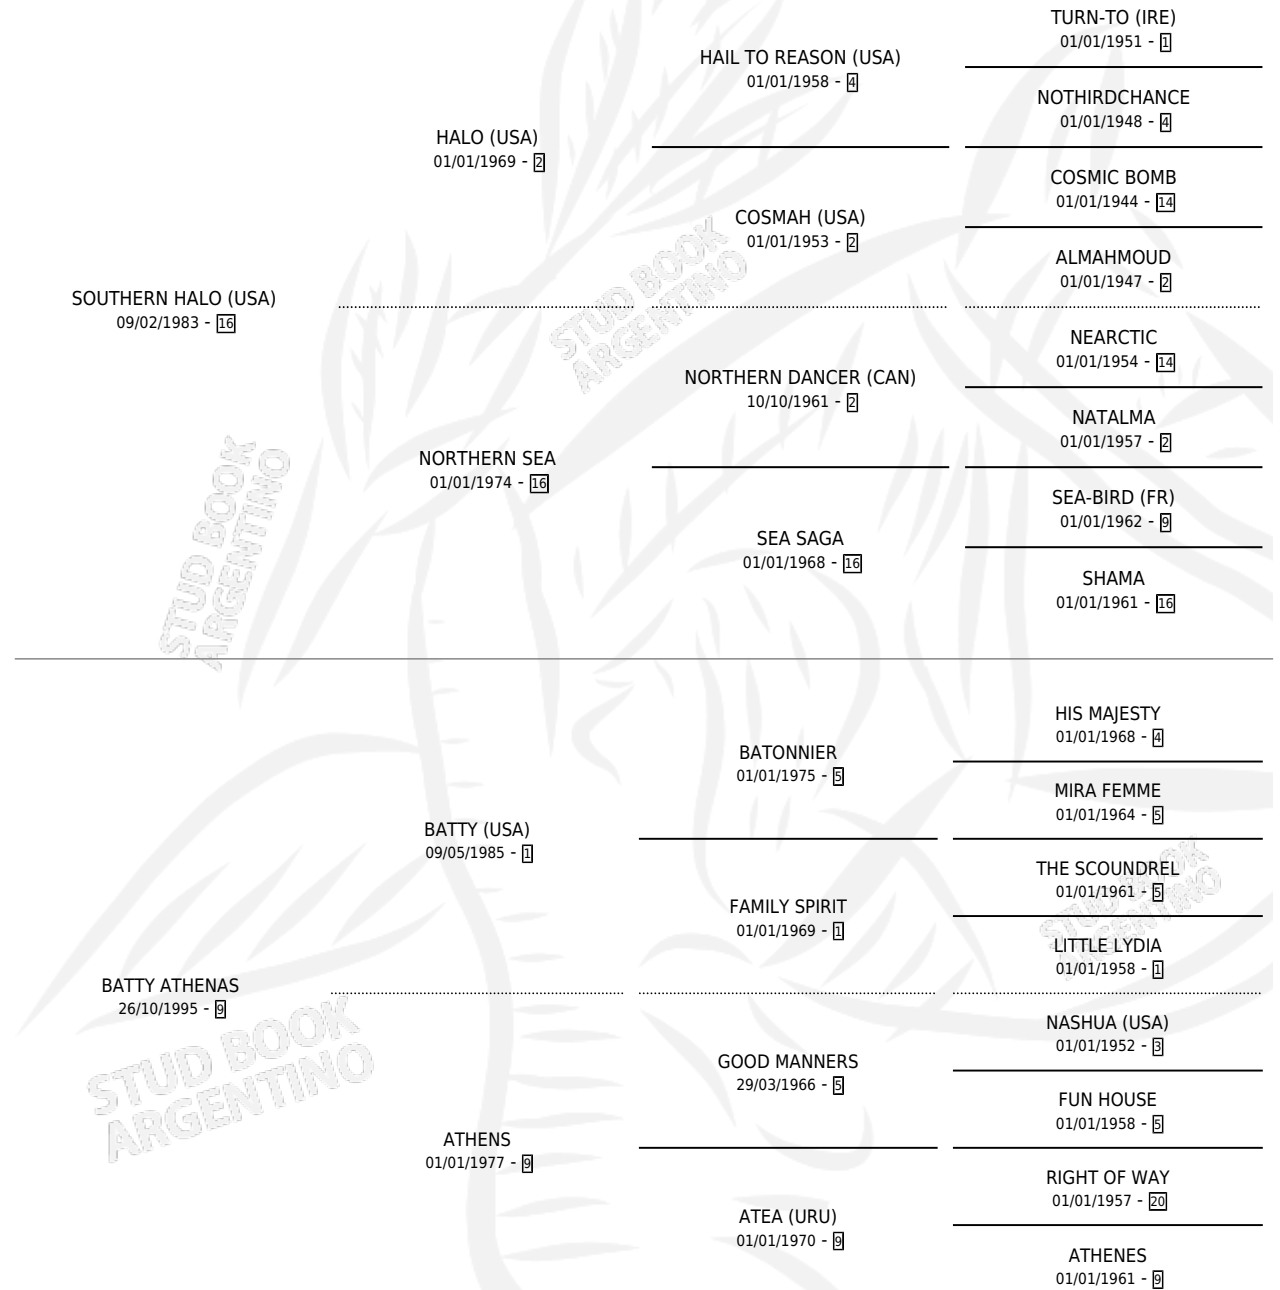 TURN-TO (IRE)
01/01/1951 - 1
HAIL TO REASON (USA)
01/01/1958 - 4
NOTHIRDCHANCE
01/01/1948 - 4
HALO (USA)
01/01/1969 - 2
COSMIC BOMB
01/01/1944 - 14
COSMAH (USA)
01/01/1953 - 2
ALMAHMOUD
01/01/1947 - 2
SOUTHERN HALO (USA)
09/02/1983 - 16
NEARCTIC
01/01/1954 - 14
NORTHERN DANCER (CAN)
10/10/1961 - 2
NATALMA
01/01/1957 - 2
NORTHERN SEA
01/01/1974 - 16
SEA-BIRD (FR)
01/01/1962 - 9
SEA SAGA
01/01/1968 - 16
SHAMA
01/01/1961 - 16
STUD BOOK
ARGENTINO
STUD BOOK
ARGENTINO
HIS MAJESTY
01/01/1968 - 4
BATONNIER
01/01/1975 - 5
MIRA FEMME
01/01/1964 - 5
BATTY (USA)
09/05/1985 - 1
THE SCOUNDREL
01/01/1961 - 5
FAMILY SPIRIT
01/01/1969 - 1
LITTLE LYDIA
01/01/1958 - 1
BATTY ATHENAS
26/10/1995 - 9
NASHUA (USA)
01/01/1952 - 3
GOOD MANNERS
29/03/1966 - 5
FUN HOUSE
01/01/1958 - 5
ATHENS
01/01/1977 - 9
RIGHT OF WAY
01/01/1957 - 20
ATEA (URU)
01/01/1970 - 9
ATHENES
01/01/1961 - 9
STUD BOOK
ARGENTINO
STUD BOOK
ARGENTINO